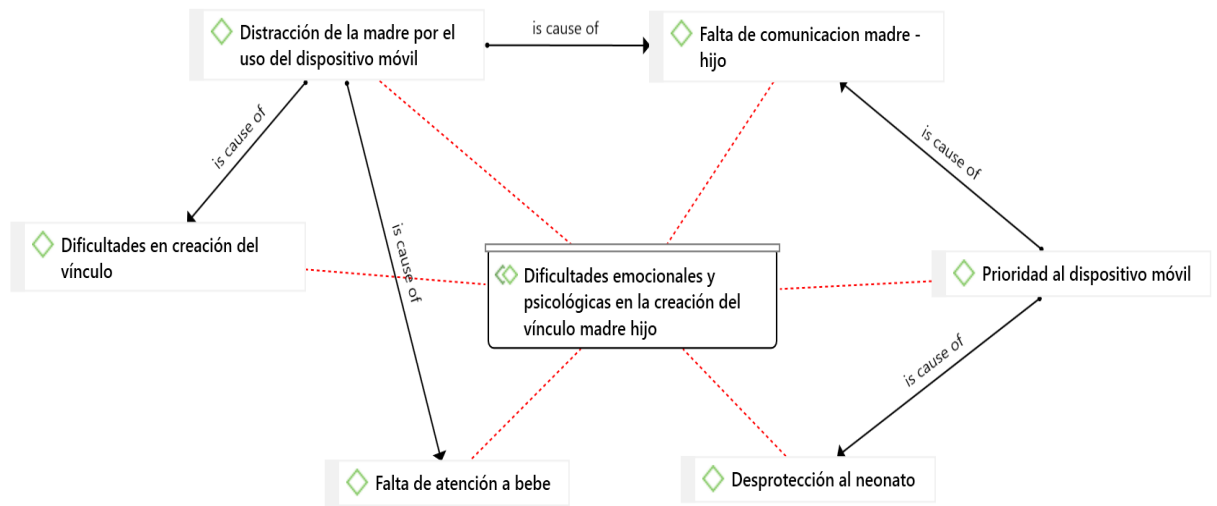 Distracción de la madre por el
uso del dispositivo móvil
is cause of
Falta de comunicacion madre -
hijo
is cause of
is cause of
Dificultades en creación del
vínculo
is cause of
Dificultades emocionales y
psicológicas en la creación del
vínculo madre hijo
Prioridad al dispositivo móvil
is cause of
Falta de atención a bebe
Desprotección al neonato